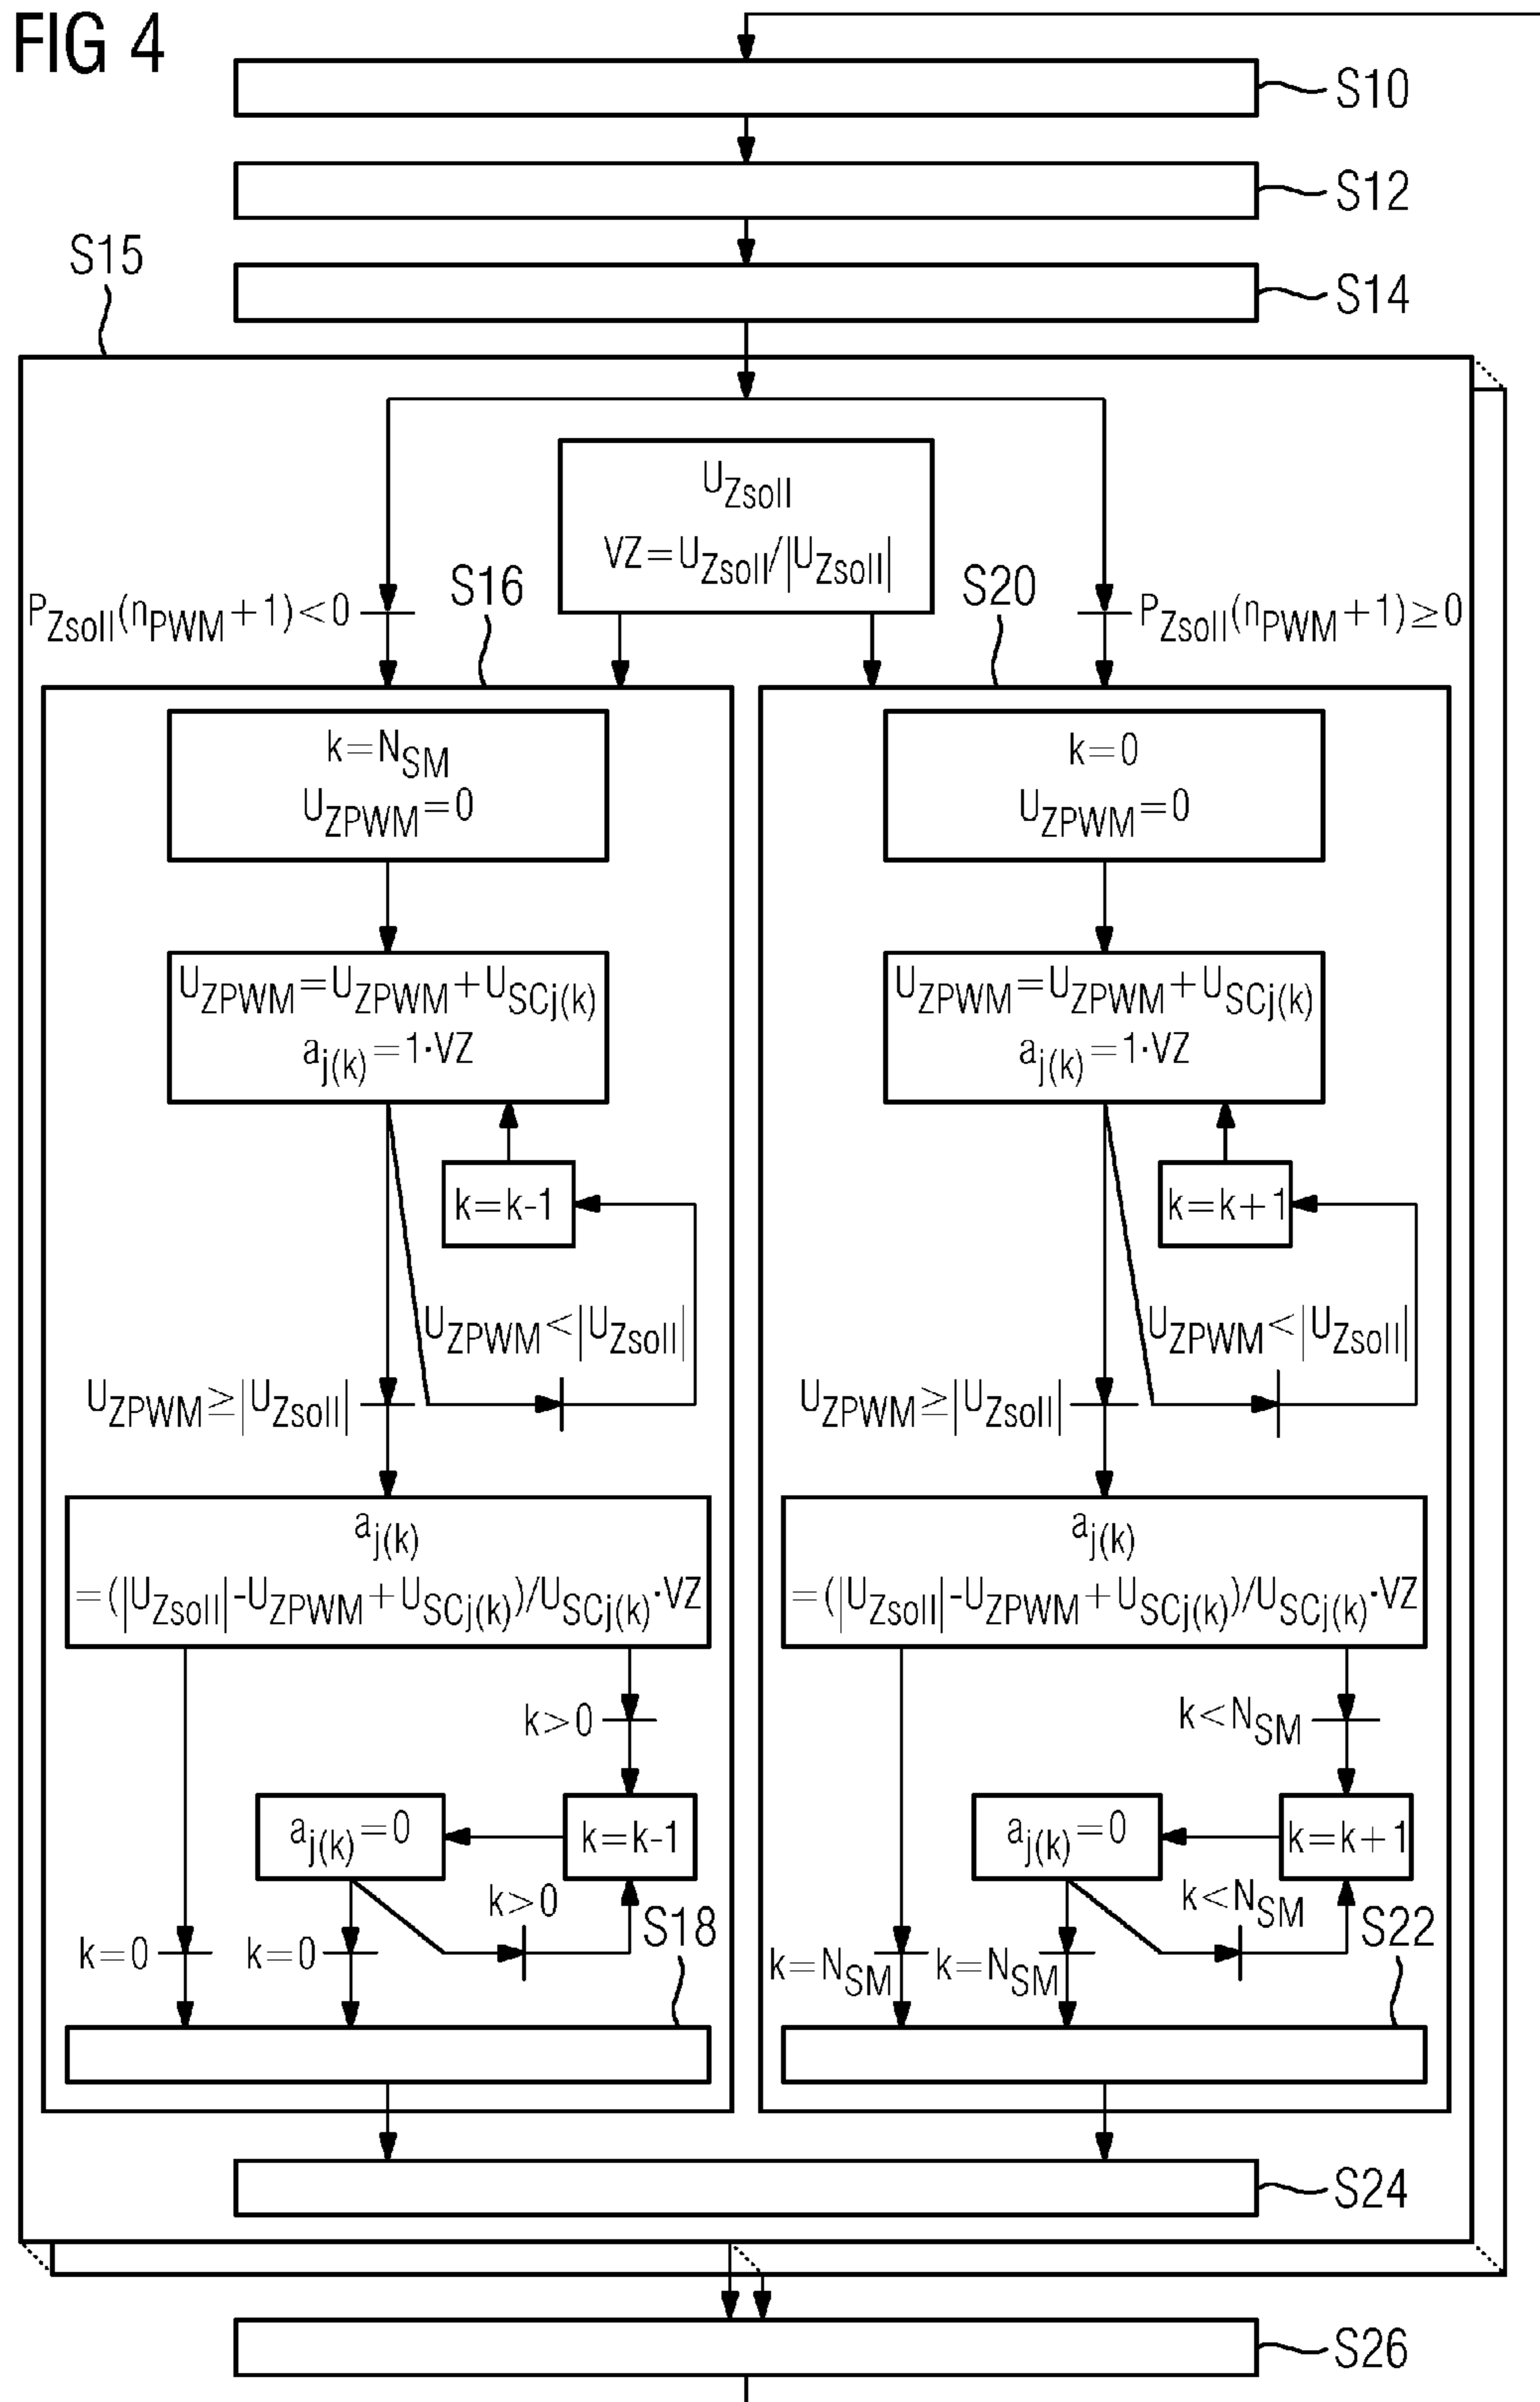 FIG 4
S10
S12
S14
S15
U_Zsoll
VZ=U_Zsoll/|U_Zsoll|
S16
S20
P_Zsoll(n_PWM+1)<0
P_Zsoll(n_PWM+1)≥0
k=N_SM
U_ZPWM=0
k=0
U_ZPWM=0
U_ZPWM=U_ZPWM+U_SCj(k)
a_j(k)=1·VZ
U_ZPWM=U_ZPWM+U_SCj(k)
a_j(k)=1·VZ
k=k-1
k=k+1
U_ZPWM<|U_Zsoll|
U_ZPWM<|U_Zsoll|
U_ZPWM≥|U_Zsoll|
U_ZPWM≥|U_Zsoll|
a_j(k)
=(|U_Zsoll|-U_ZPWM+U_SCj(k))/U_SCj(k)·VZ
a_j(k)
=(|U_Zsoll|-U_ZPWM+U_SCj(k))/U_SCj(k)·VZ
k>0
k<N_SM
a_j(k)=0
k=k-1
a_j(k)=0
k=k+1
k>0
k<N_SM
S18
S22
k=0
k=0
k=N_SM
k=N_SM
S24
S26